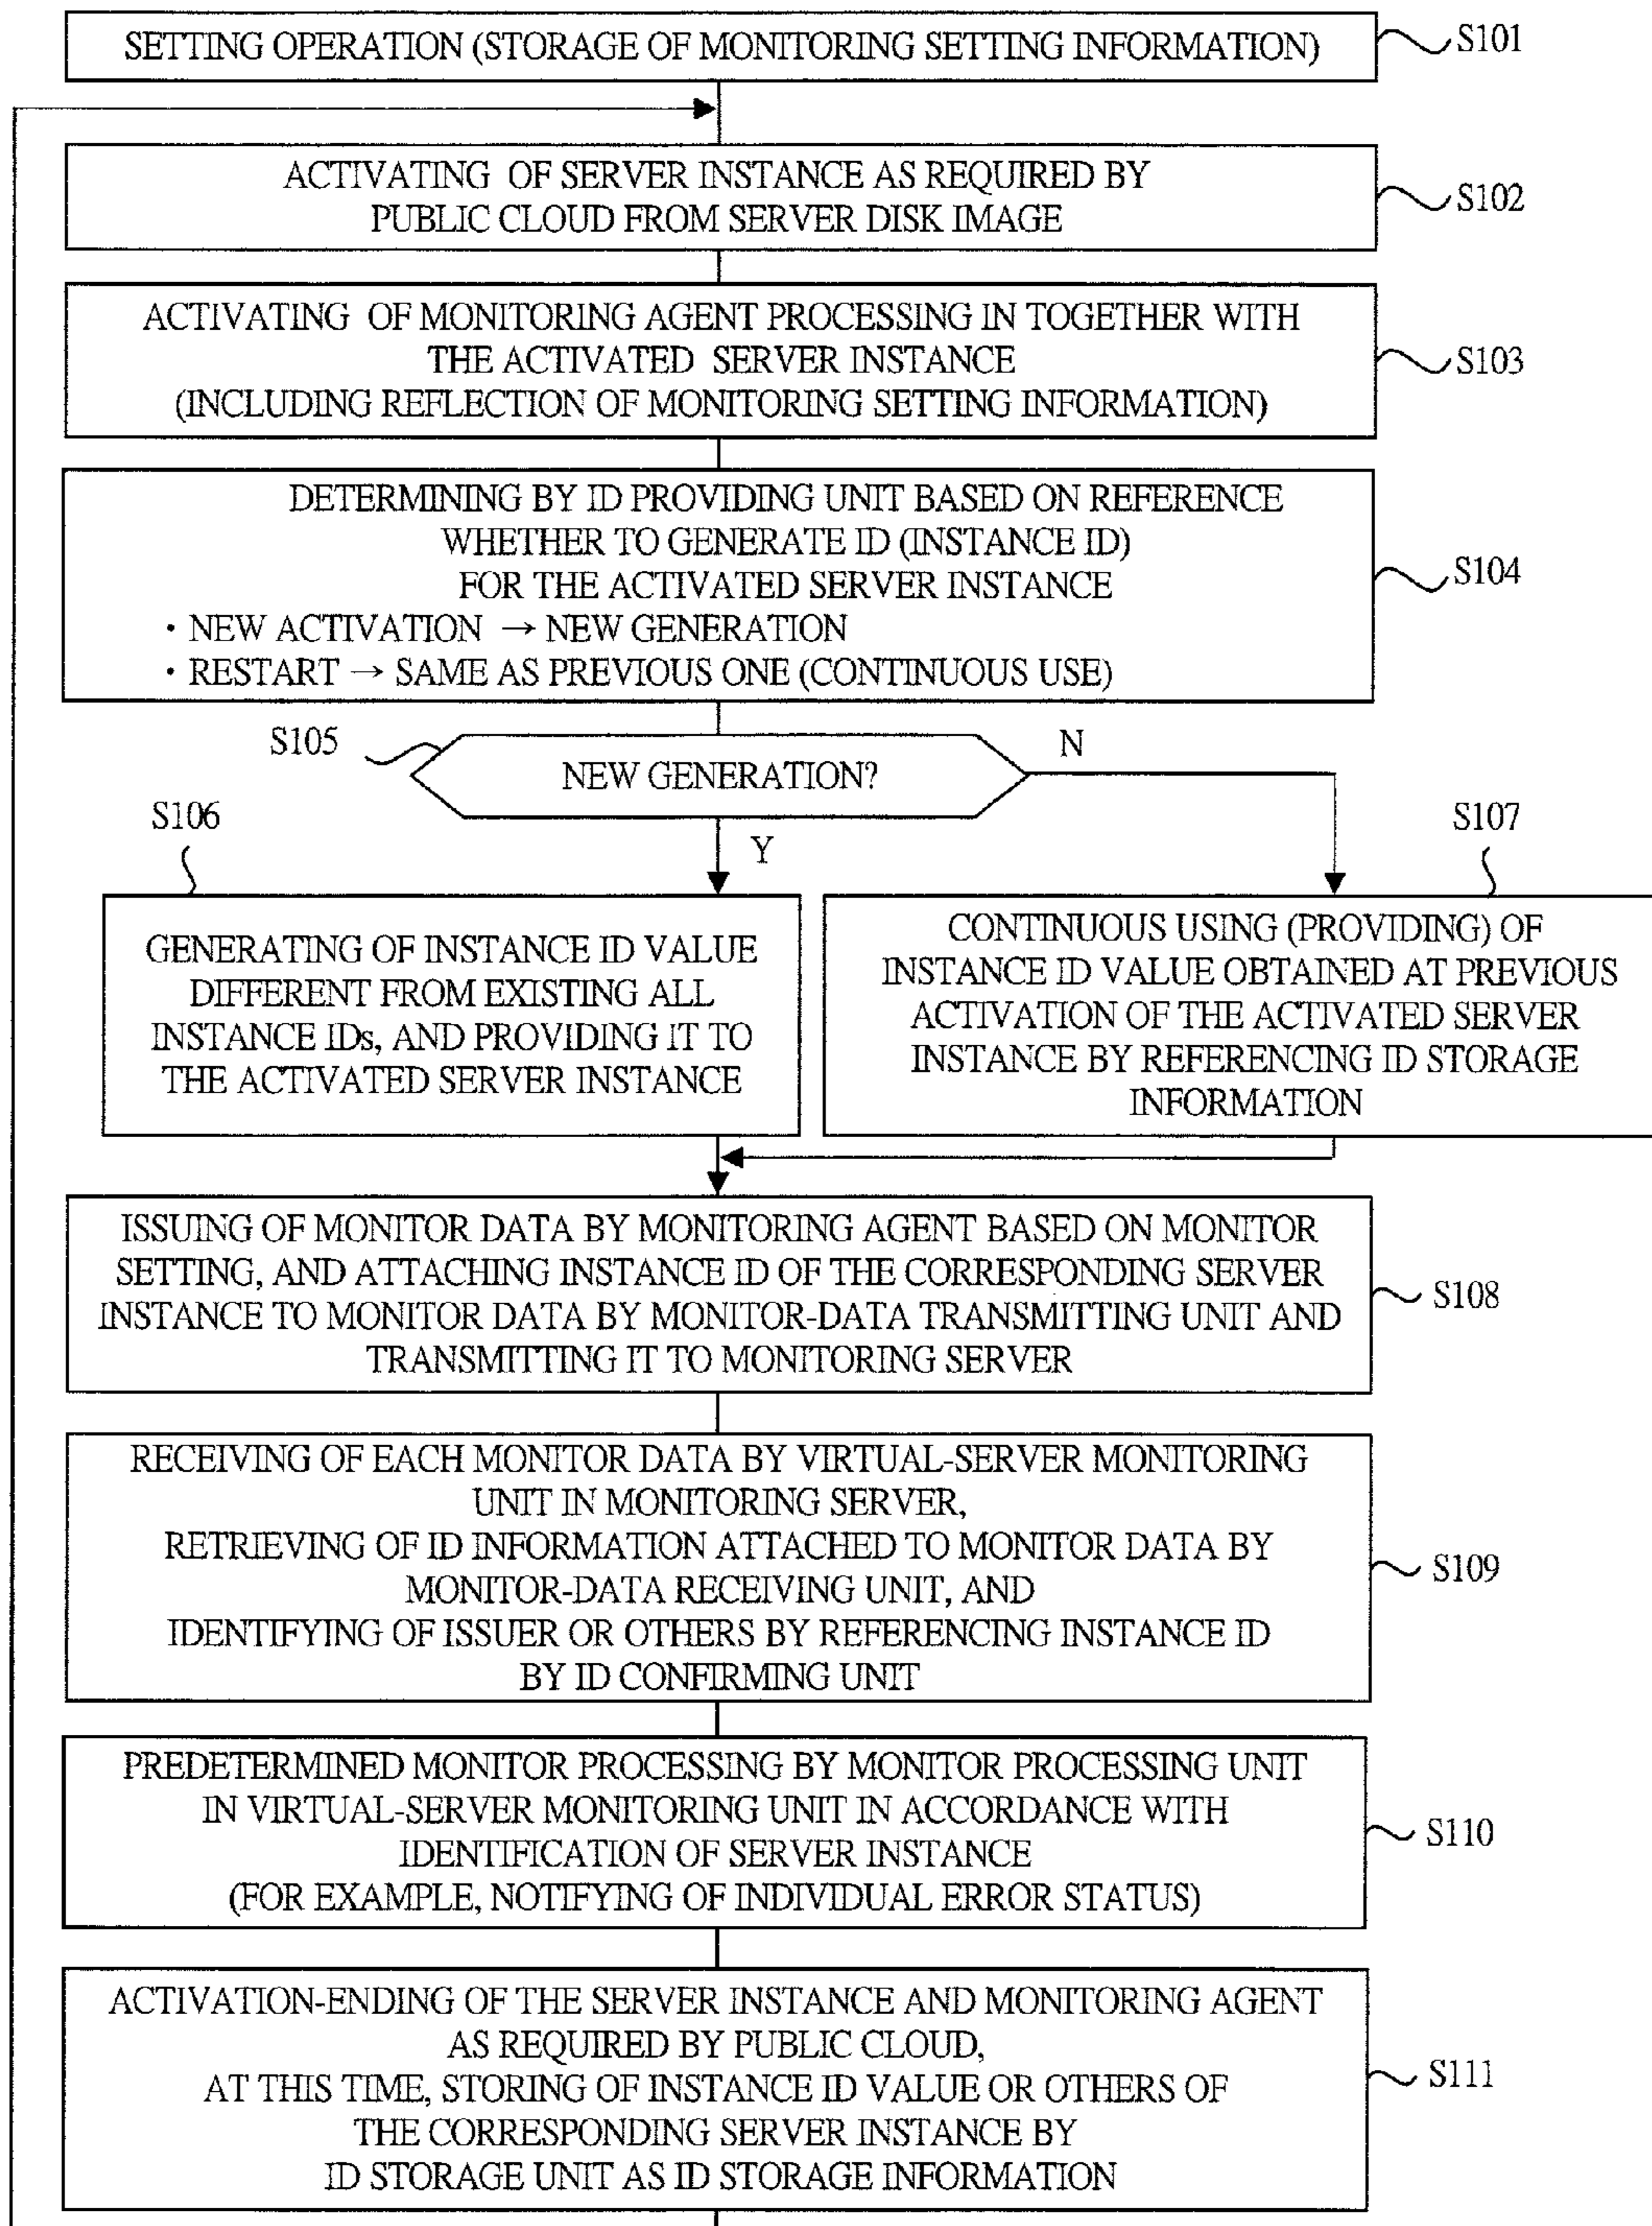 SETTING OPERATION (STORAGE OF MONITORING SETTING INFORMATION)
S101
ACTIVATING OF SERVER INSTANCE AS REQUIRED BY
PUBLIC CLOUD FROM SERVER DISK IMAGE
S102
ACTIVATING OF MONITORING AGENT PROCESSING IN TOGETHER WITH
THE ACTIVATED SERVER INSTANCE
(INCLUDING REFLECTION OF MONITORING SETTING INFORMATION)
S103
DETERMINING BY ID PROVIDING UNIT BASED ON REFERENCE
WHETHER TO GENERATE ID (INSTANCE ID)
FOR THE ACTIVATED SERVER INSTANCE
・NEW ACTIVATION → NEW GENERATION
・RESTART → SAME AS PREVIOUS ONE (CONTINUOUS USE)
S104
S105
NEW GENERATION?
N
Y
S106
GENERATING OF INSTANCE ID VALUE
DIFFERENT FROM EXISTING ALL
INSTANCE IDs, AND PROVIDING IT TO
THE ACTIVATED SERVER INSTANCE
S107
CONTINUOUS USING (PROVIDING) OF
INSTANCE ID VALUE OBTAINED AT PREVIOUS
ACTIVATION OF THE ACTIVATED SERVER
INSTANCE BY REFERENCING ID STORAGE
INFORMATION
ISSUING OF MONITOR DATA BY MONITORING AGENT BASED ON MONITOR
SETTING, AND ATTACHING INSTANCE ID OF THE CORRESPONDING SERVER
INSTANCE TO MONITOR DATA BY MONITOR-DATA TRANSMITTING UNIT AND
TRANSMITTING IT TO MONITORING SERVER
S108
RECEIVING OF EACH MONITOR DATA BY VIRTUAL-SERVER MONITORING
UNIT IN MONITORING SERVER,
RETRIEVING OF ID INFORMATION ATTACHED TO MONITOR DATA BY
MONITOR-DATA RECEIVING UNIT, AND
IDENTIFYING OF ISSUER OR OTHERS BY REFERENCING INSTANCE ID
BY ID CONFIRMING UNIT
S109
PREDETERMINED MONITOR PROCESSING BY MONITOR PROCESSING UNIT
IN VIRTUAL-SERVER MONITORING UNIT IN ACCORDANCE WITH
IDENTIFICATION OF SERVER INSTANCE
(FOR EXAMPLE, NOTIFYING OF INDIVIDUAL ERROR STATUS)
S110
ACTIVATION-ENDING OF THE SERVER INSTANCE AND MONITORING AGENT
AS REQUIRED BY PUBLIC CLOUD,
AT THIS TIME, STORING OF INSTANCE ID VALUE OR OTHERS OF
THE CORRESPONDING SERVER INSTANCE BY
ID STORAGE UNIT AS ID STORAGE INFORMATION
S111